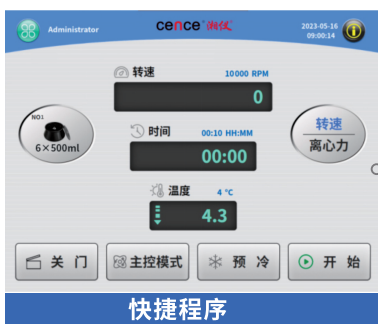 Administrator
cence 湘仪
2023-05-16
09:00:14
转速
10000 RPM
0
NO1
6×500ml
时间
00:10 HH:MM
00:00
转速
离心力
温度
4 ℃
4.3
关 门
主控模式
预 冷
开 始
快捷程序